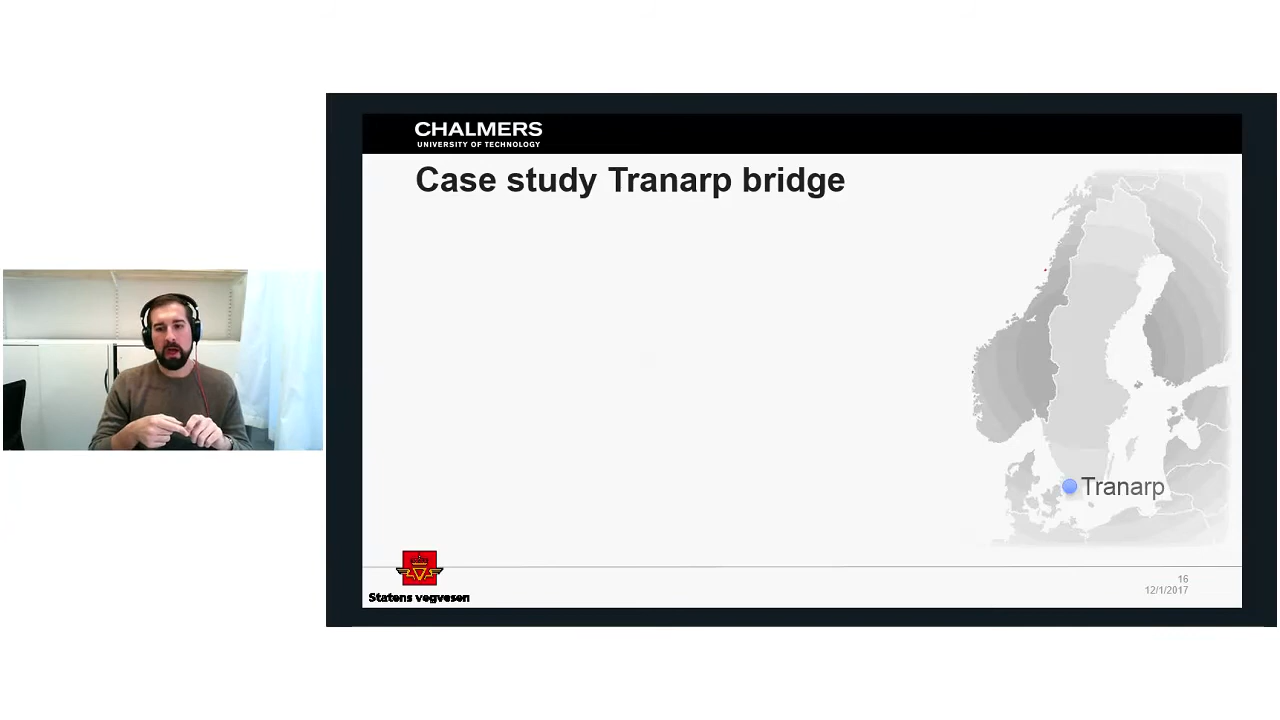 CHALMERS
UNIVERSITY OF TECHNOLOGY
Case study Tranarp bridge
Tranarp
Statens vegvesen
16
12/1/2017